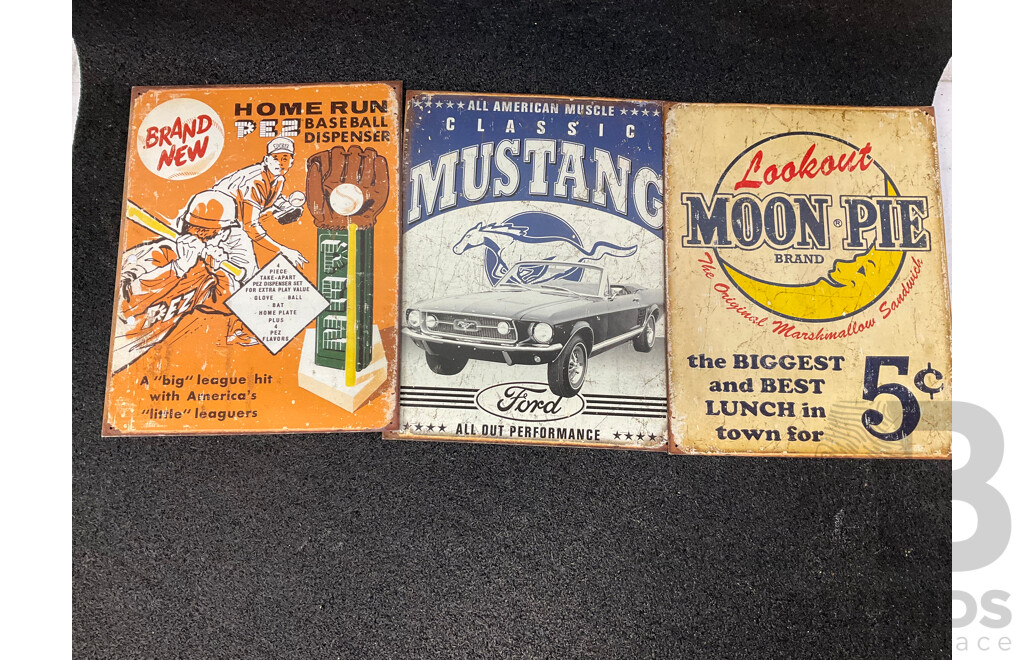 BRAND
NEW
HOME RUN
PEZ BASEBALL
DISPENSER
4
PIECE
TAKE-APART
PEZ DISPENSER SET
FOR EXTRA PLAY VALUE
GLOVE BALL
BAT
HOME PLATE
PLUS
4
PEZ
FLAVORS
PEZ
A "big" league hit
with America's
"little" leaguers
ALL AMERICAN MUSCLE
CLASSIC
MUSTANG
Ford
ALL OUT PERFORMANCE
Lookout
MOON PIE
®
BRAND
The Original Marshmallow Sandwich
the BIGGEST
and BEST
LUNCH in
town for
5¢
B